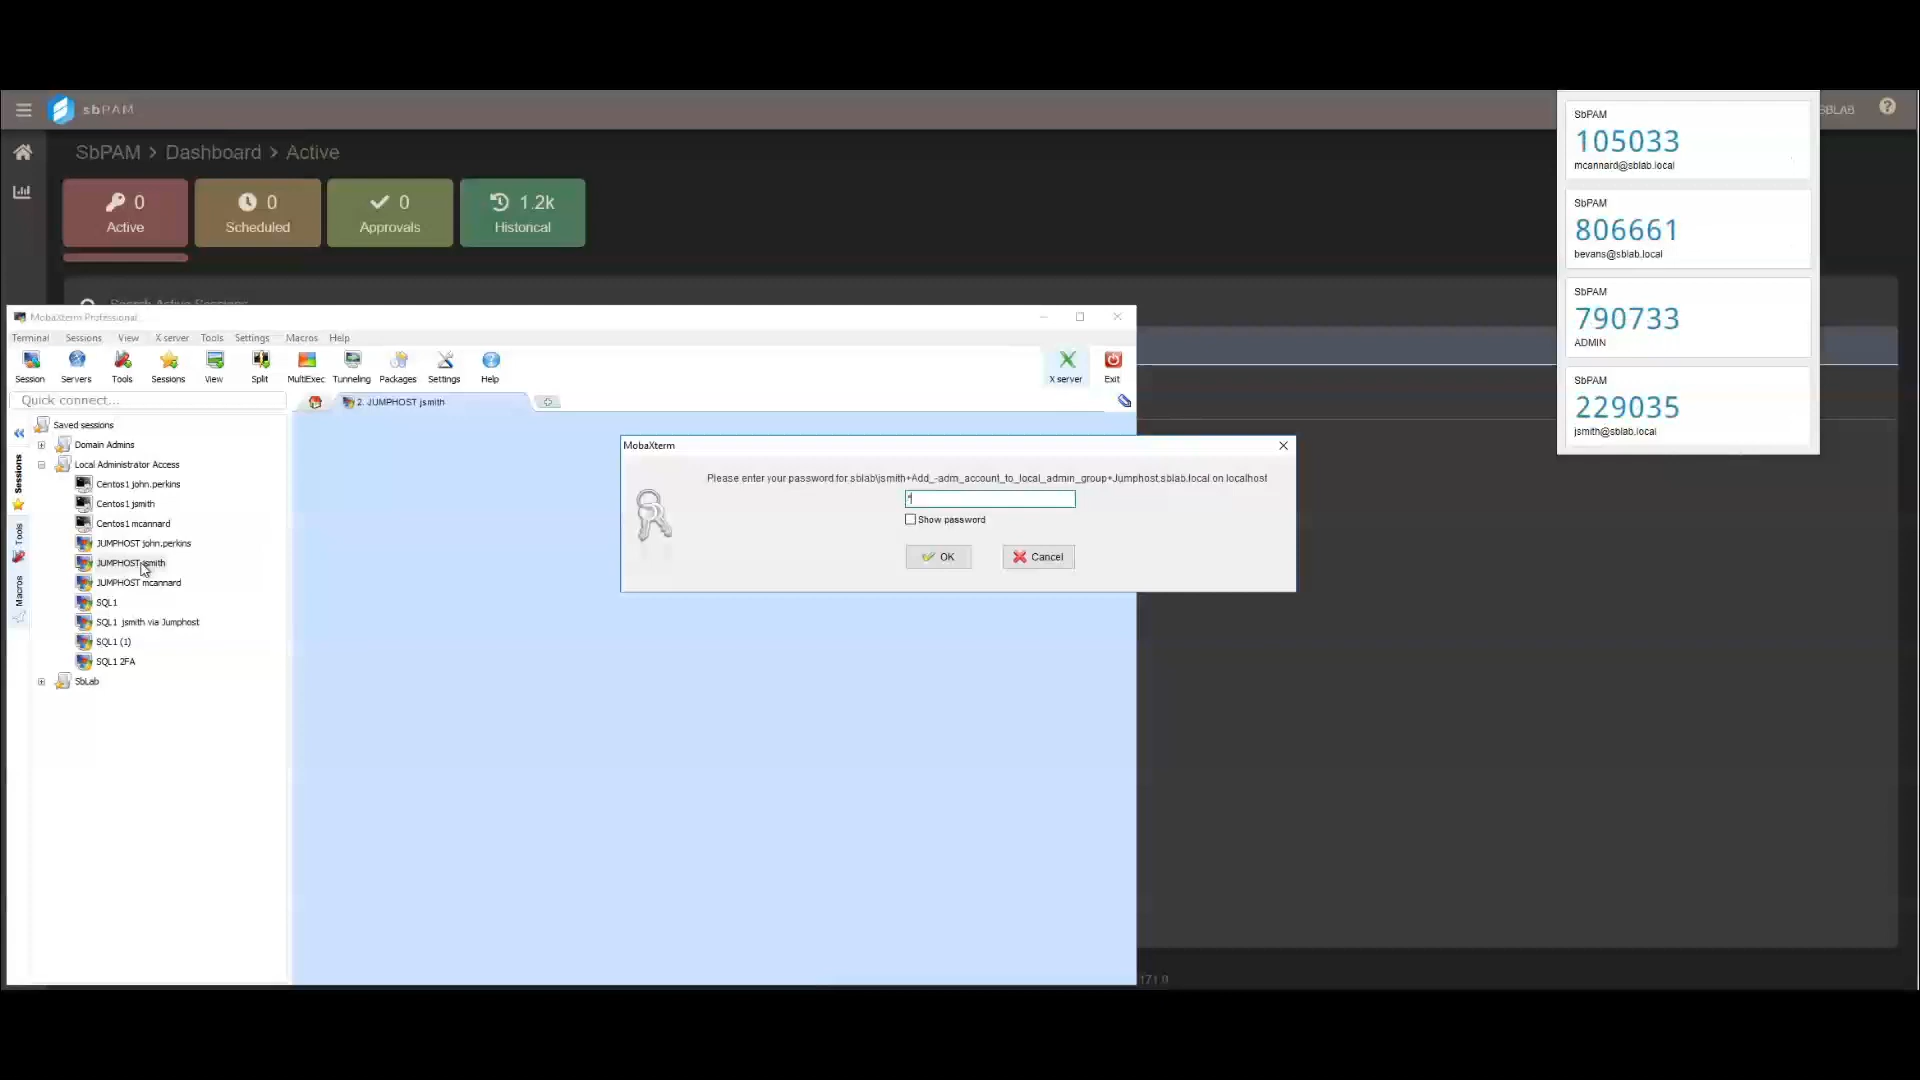 sbPAM
SBLAB
SbPAM > Dashboard > Active
0
Active
0
Scheduled
0
Approvals
1.2k
Historical
Search Active Sessions
SbPAM
105033
mcannard@sblab.local
SbPAM
806661
bevans@sblab.local
SbPAM
790733
ADMIN
SbPAM
229035
jsmith@sblab.local
MobaXterm Professional
Terminal Sessions View X server Tools Settings Macros Help
Session Servers Tools Sessions View Split MultiExec Tunneling Packages Settings Help X server Exit
Quick connect...
2. JUMPHOST jsmith
Sessions
Tools
Macros
Saved sessions
Domain Admins
Local Administrator Access
Centos1 john.perkins
Centos1 jsmith
Centos1 mcannard
JUMPHOST john.perkins
JUMPHOST jsmith
JUMPHOST mcannard
SQL1
SQL1 jsmith via Jumphost
SQL1 (1)
SQL1 2FA
SbLab
MobaXterm
Please enter your password for sblab\jsmith+Add_-adm_account_to_local_admin_group+Jumphost.sblab.local on localhost
Show password
OK
Cancel